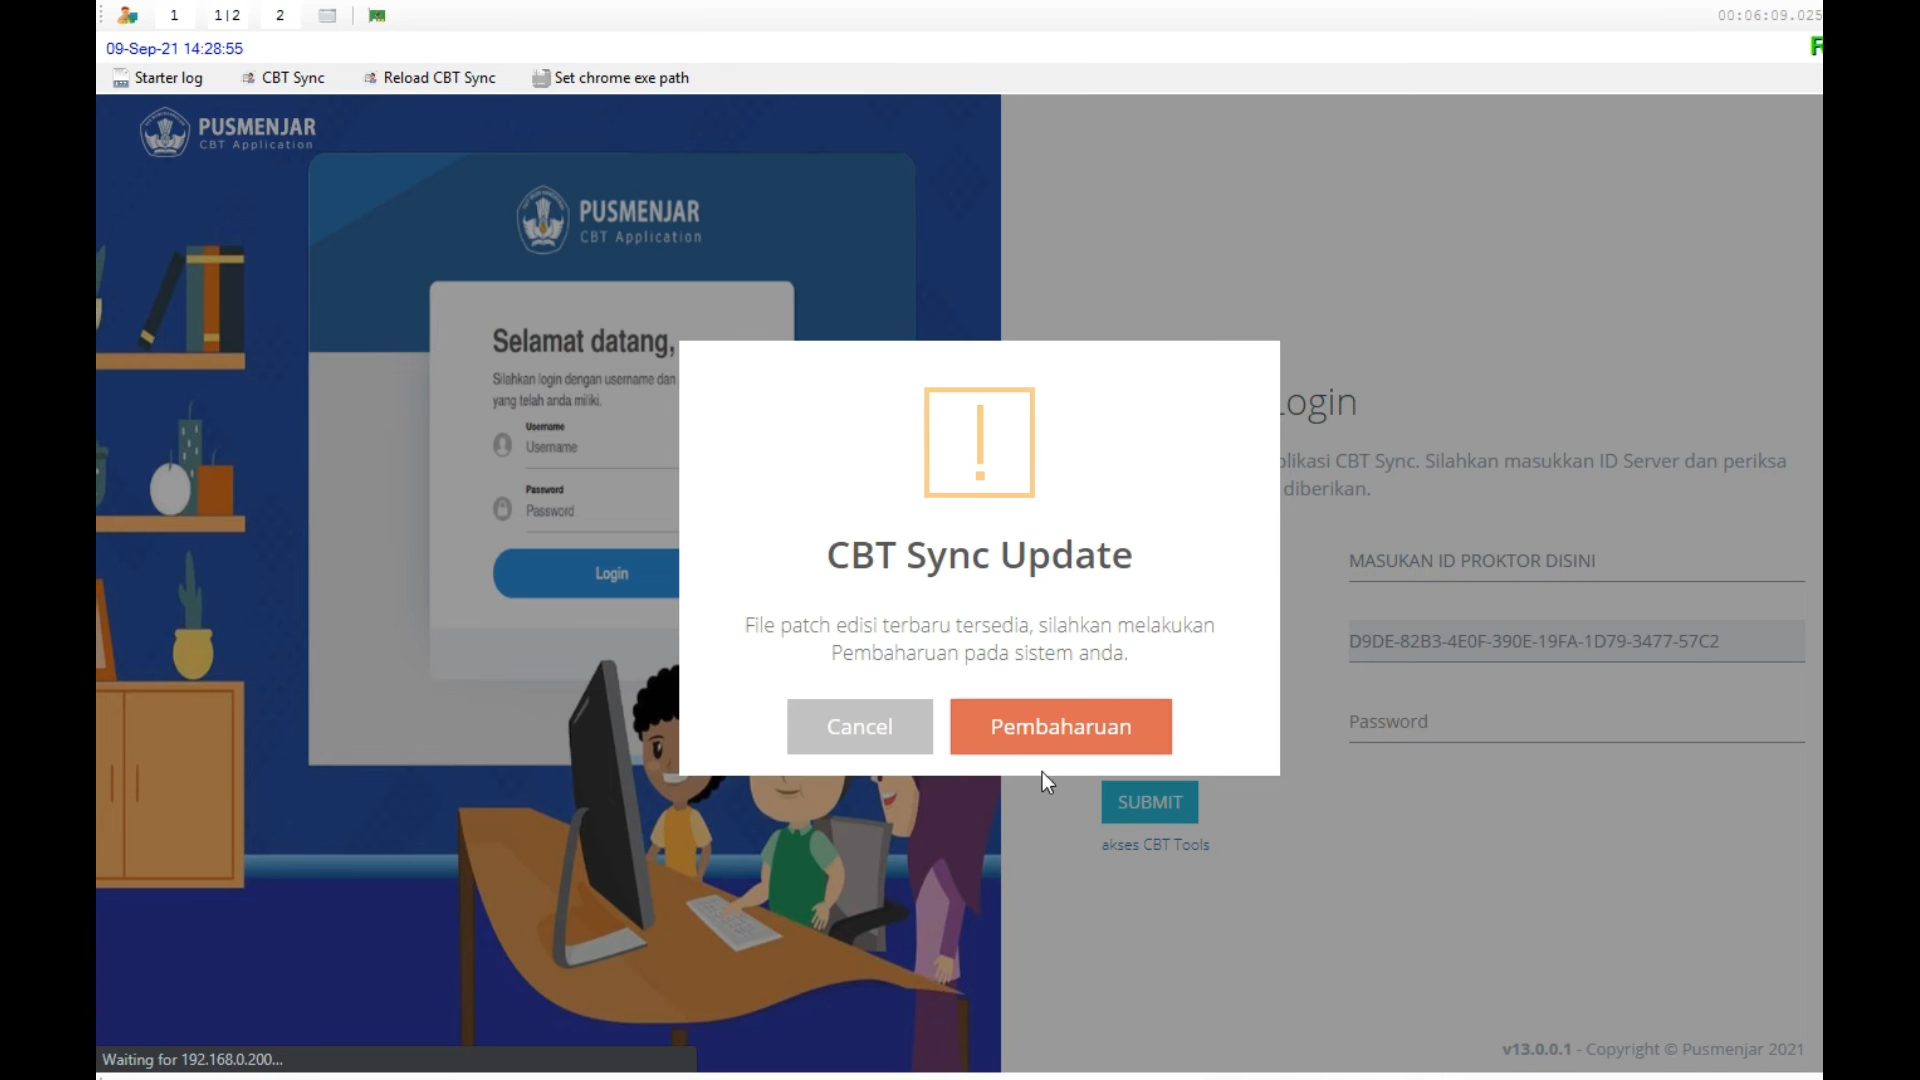 1 1|2 2 00:06:09.025
09-Sep-21 14:28:55
Starter log CBT Sync Reload CBT Sync Set chrome exe path
PUSMENJAR
CBT Application
PUSMENJAR
CBT Application
Selamat datang,
Silahkan login dengan username dan
yang telah anda miliki.
Username
Username
Password
Password
Login
CBT Sync Update
File patch edisi terbaru tersedia, silahkan melakukan
Pembaharuan pada sistem anda.
Cancel Pembaharuan
Login
plikasi CBT Sync. Silahkan masukkan ID Server dan periksa
diberikan.
MASUKAN ID PROKTOR DISINI
D9DE-82B3-4E0F-390E-19FA-1D79-3477-57C2
Password
SUBMIT
akses CBT Tools
Waiting for 192.168.0.200...
v13.0.0.1 - Copyright © Pusmenjar 2021